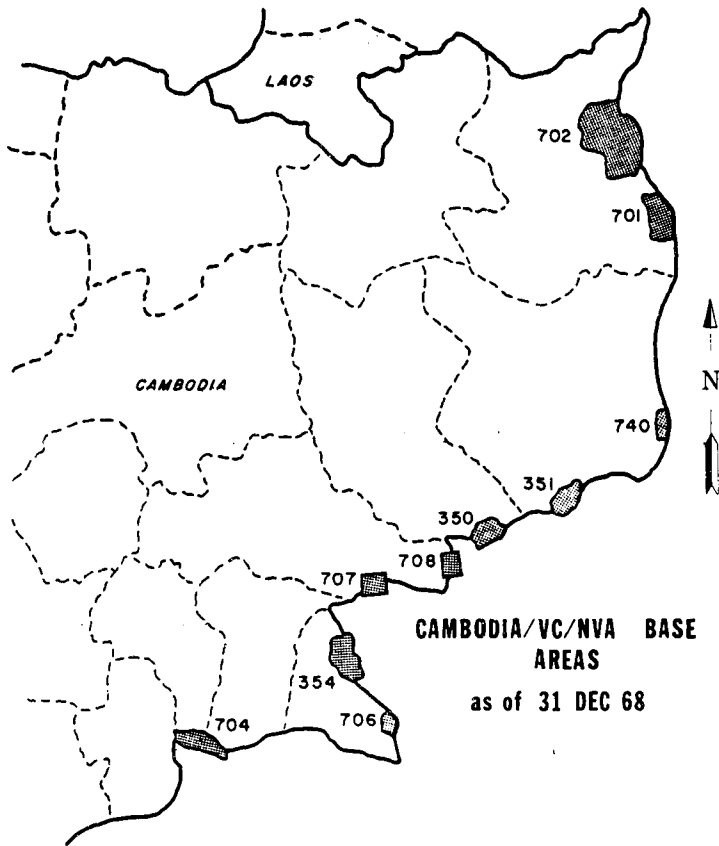 LAOS
702
701
N
CAMBODIA
740
351
350
708
707
CAMBODIA/VC/NVA BASE
AREAS
354
as of 31 DEC 68
706
704